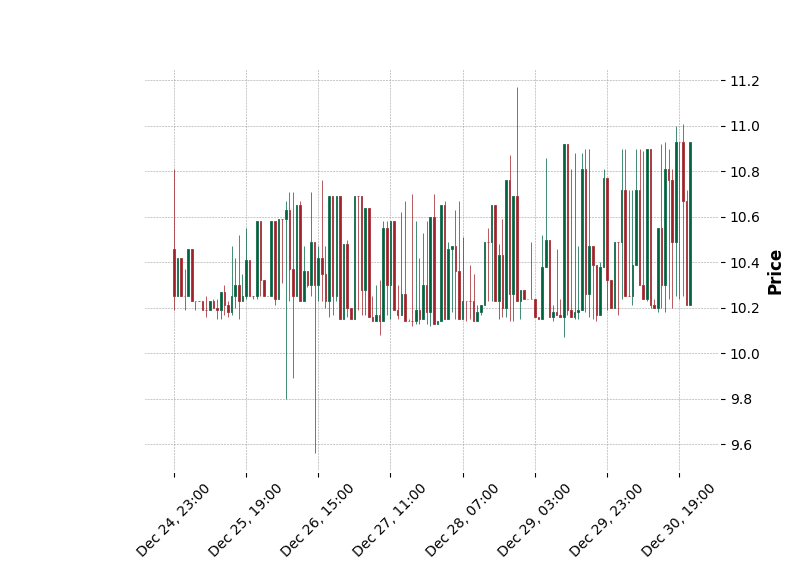 11.2
11.0
10.8
10.6
10.4
10.2
10.0
9.8
9.6
Price
Dec 24, 23:00
Dec 25, 19:00
Dec 26, 15:00
Dec 27, 11:00
Dec 28, 07:00
Dec 29, 03:00
Dec 29, 23:00
Dec 30, 19:00